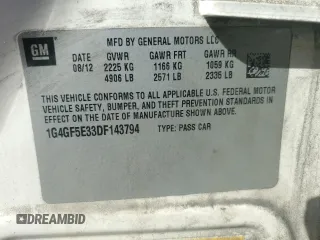 GM
MFD BY GENERAL MOTORS LLC
DATE GVWR GAWR FRT GAWR RR
08/12 2225 KG 1166 KG 1059 KG
4906 LB 2571 LB 2335 LB
THIS VEHICLE CONFORMS TO ALL APPLICABLE U.S. FEDERAL MOTOR
VEHICLE SAFETY, BUMPER, AND THEFT PREVENTION STANDARDS
IN EFFECT ON THE DATE OF MANUFACTURE SHOWN ABOVE.
1G4GF5E33DF143794 TYPE: PASS CAR
AUTOBIDMASTER